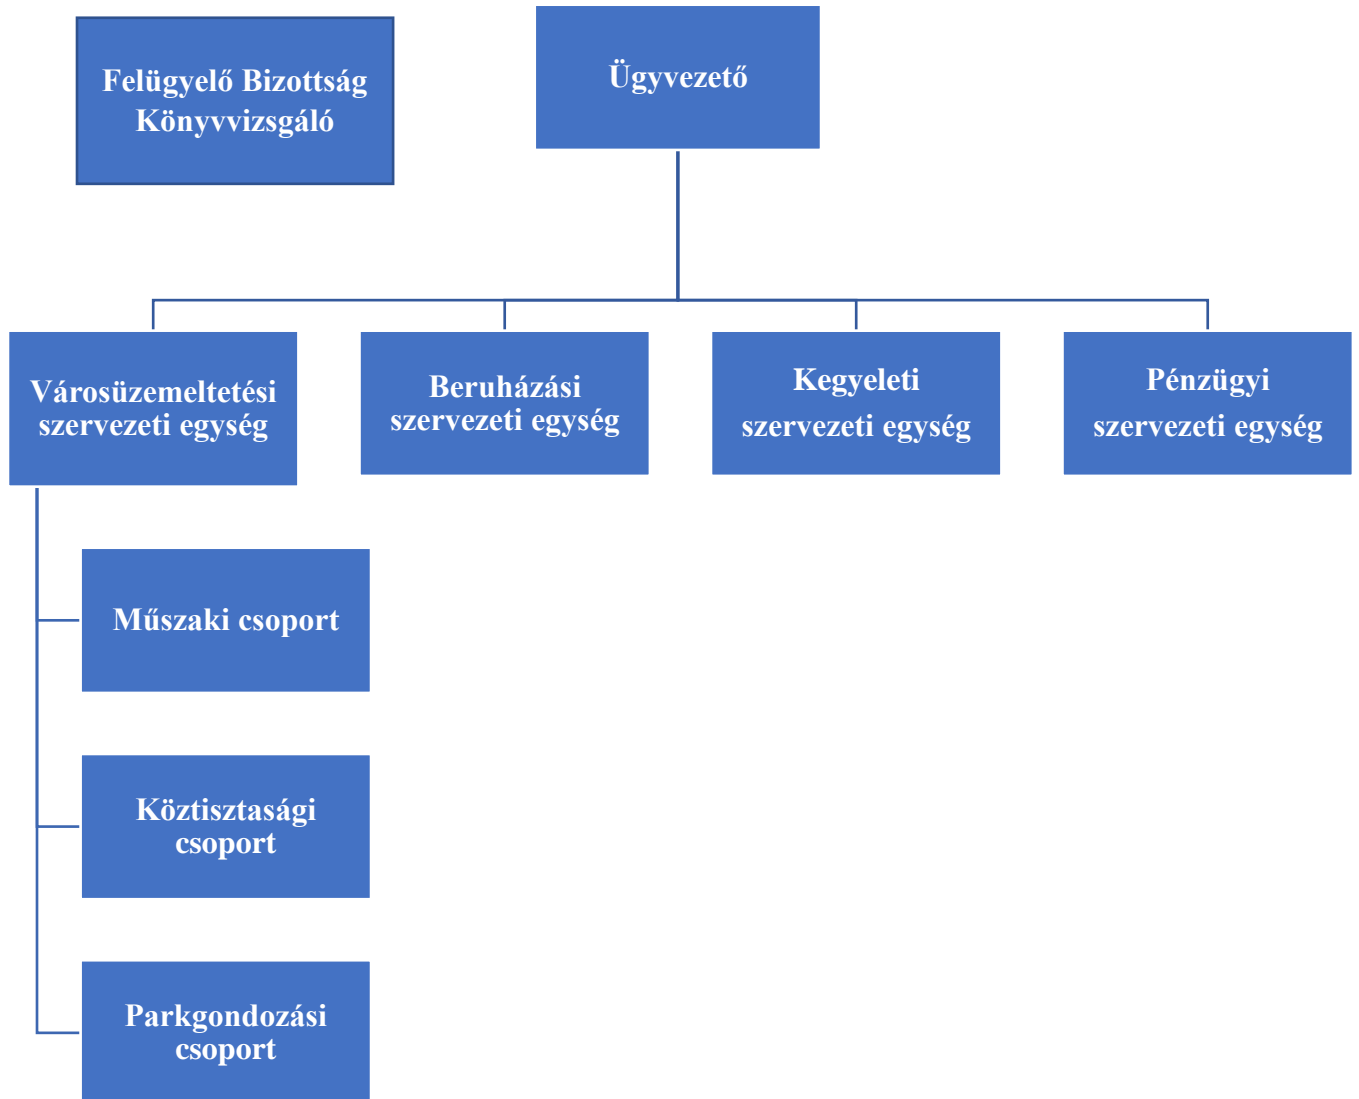 Felügyelő Bizottság
Könyvvizsgáló
Ügyvezető
Városüzemeltetési
szervezeti egység
Beruházási
szervezeti egység
Kegyeleti
szervezeti egység
Pénzügyi
szervezeti egység
Műszaki csoport
Köztisztasági
csoport
Parkgondozási
csoport